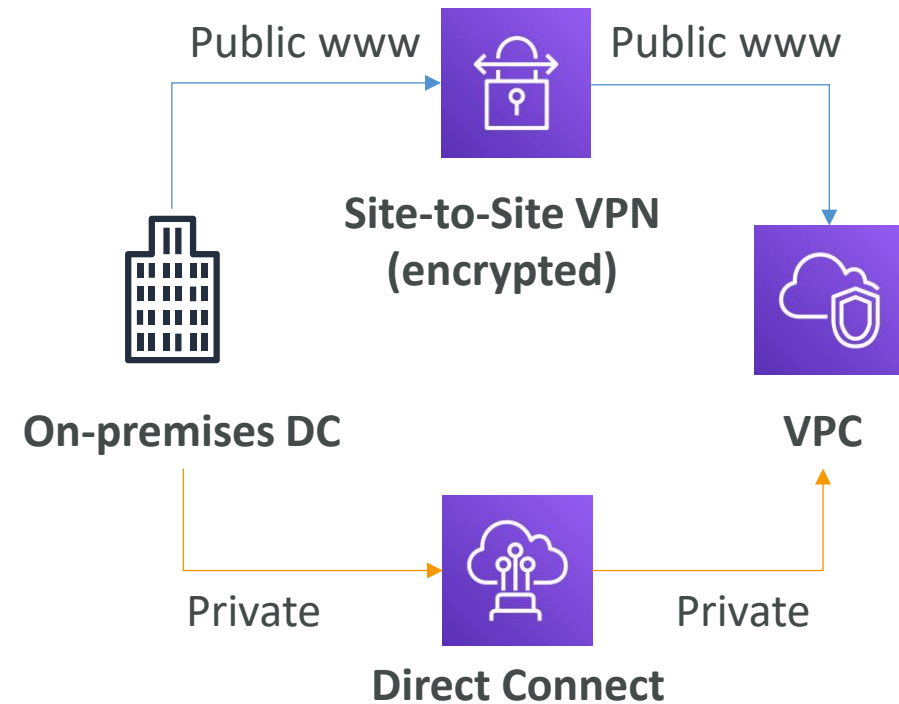 Public www
Public www
Site-to-Site VPN
(encrypted)
On-premises DC
VPC
Private
Private
Direct Connect